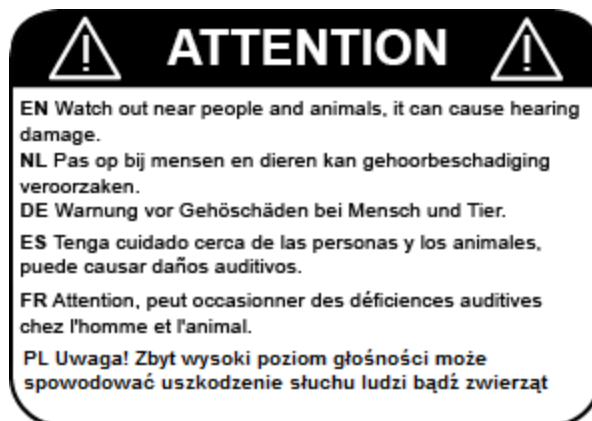 ATTENTION
EN Watch out near people and animals, it can cause hearing
damage.
NL Pas op bij mensen en dieren kan gehoorbeschadiging
veroorzaken.
DE Warnung vor Gehöschäden bei Mensch und Tier.
ES Tenga cuidado cerca de las personas y los animales,
puede causar daños auditivos.
FR Attention, peut occasionner des déficiences auditives
chez l'homme et l'animal.
PL Uwaga! Zbyt wysoki poziom głośności może
spowodować uszkodzenie słuchu ludzi bądź zwierząt